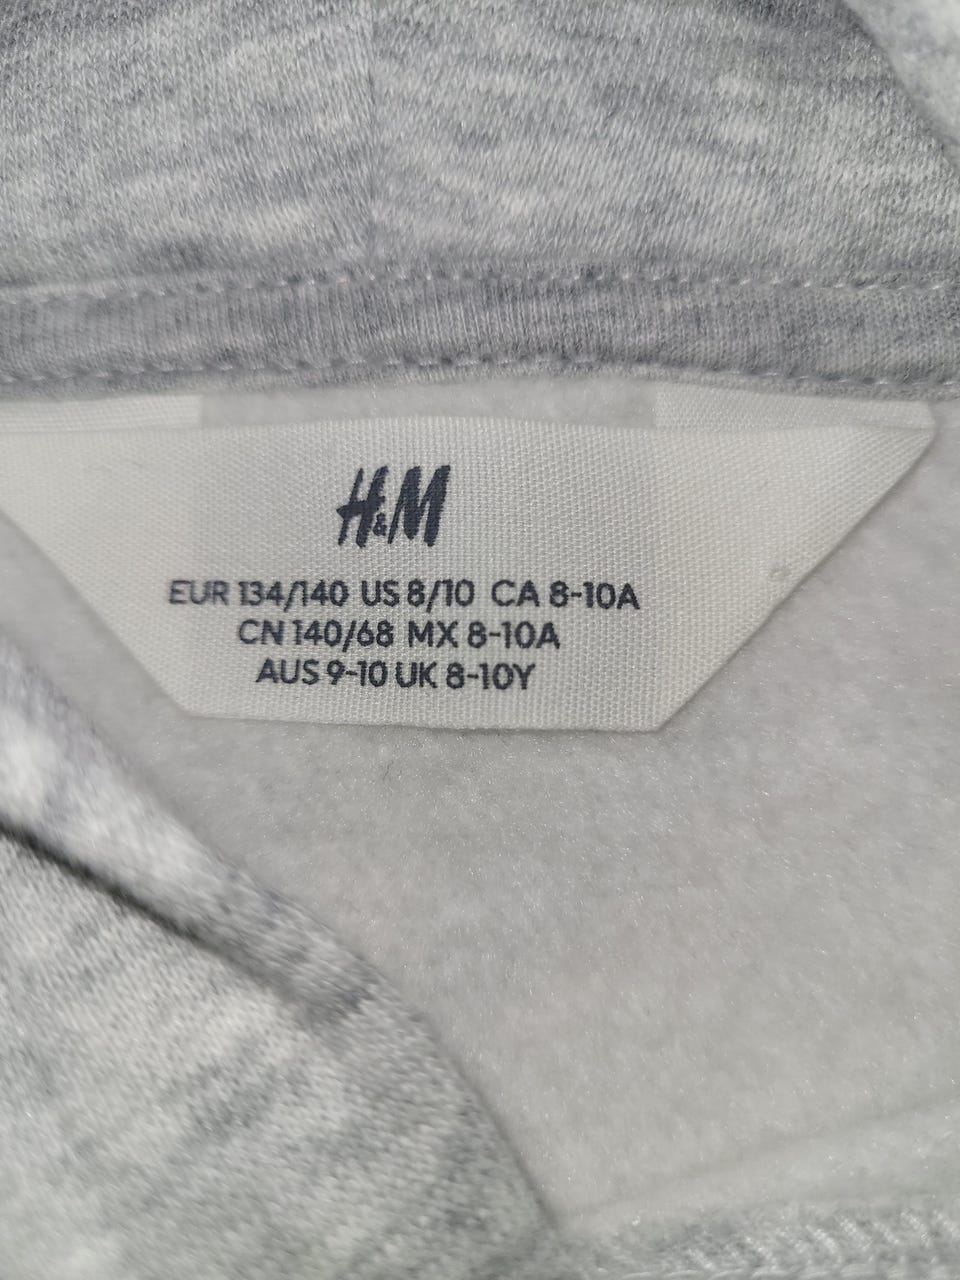 H&M
EUR 134/140 US 8/10 CA 8-10A
CN 140/68 MX 8-10A
AUS 9-10 UK 8-10Y